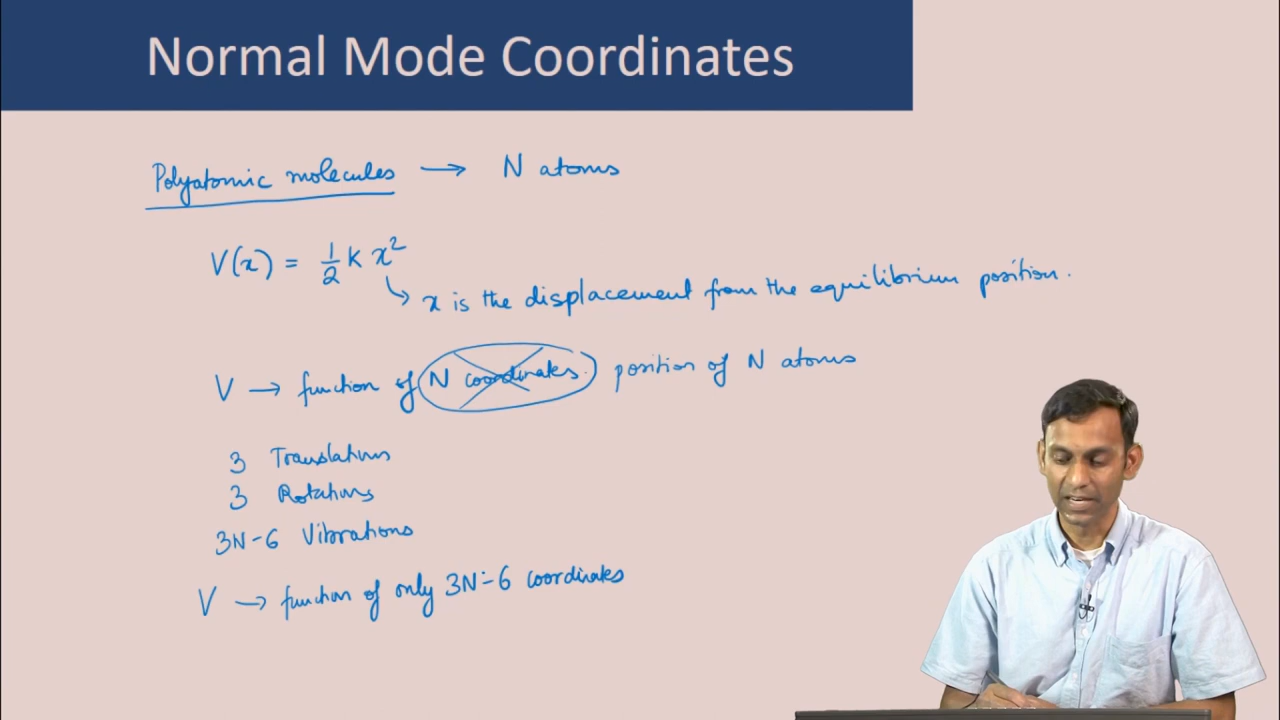 Normal Mode Coordinates
Polyatomic molecules → N atoms
V(x) = 1/2 k x²
↳ x is the displacement from the equilibrium position.
V → function of N coordinates. position of N atoms
3 Translations
3 Rotations
3N-6 Vibrations
V → function of only 3N-6 coordinates